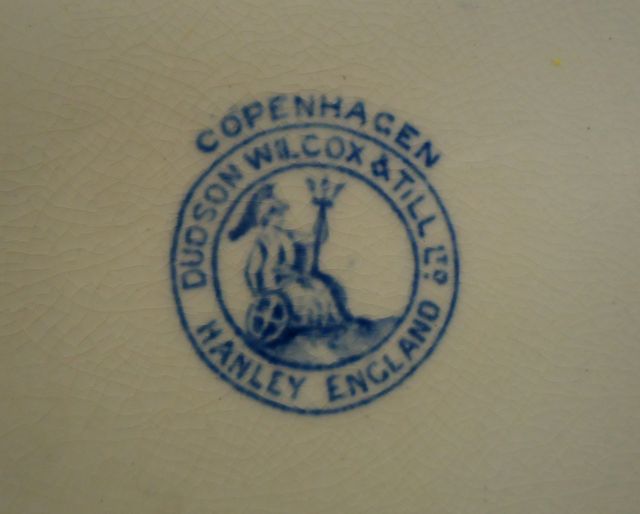 COPENHAGEN
DUDSON WILCOX & TILL LTD
HANLEY ENGLAND